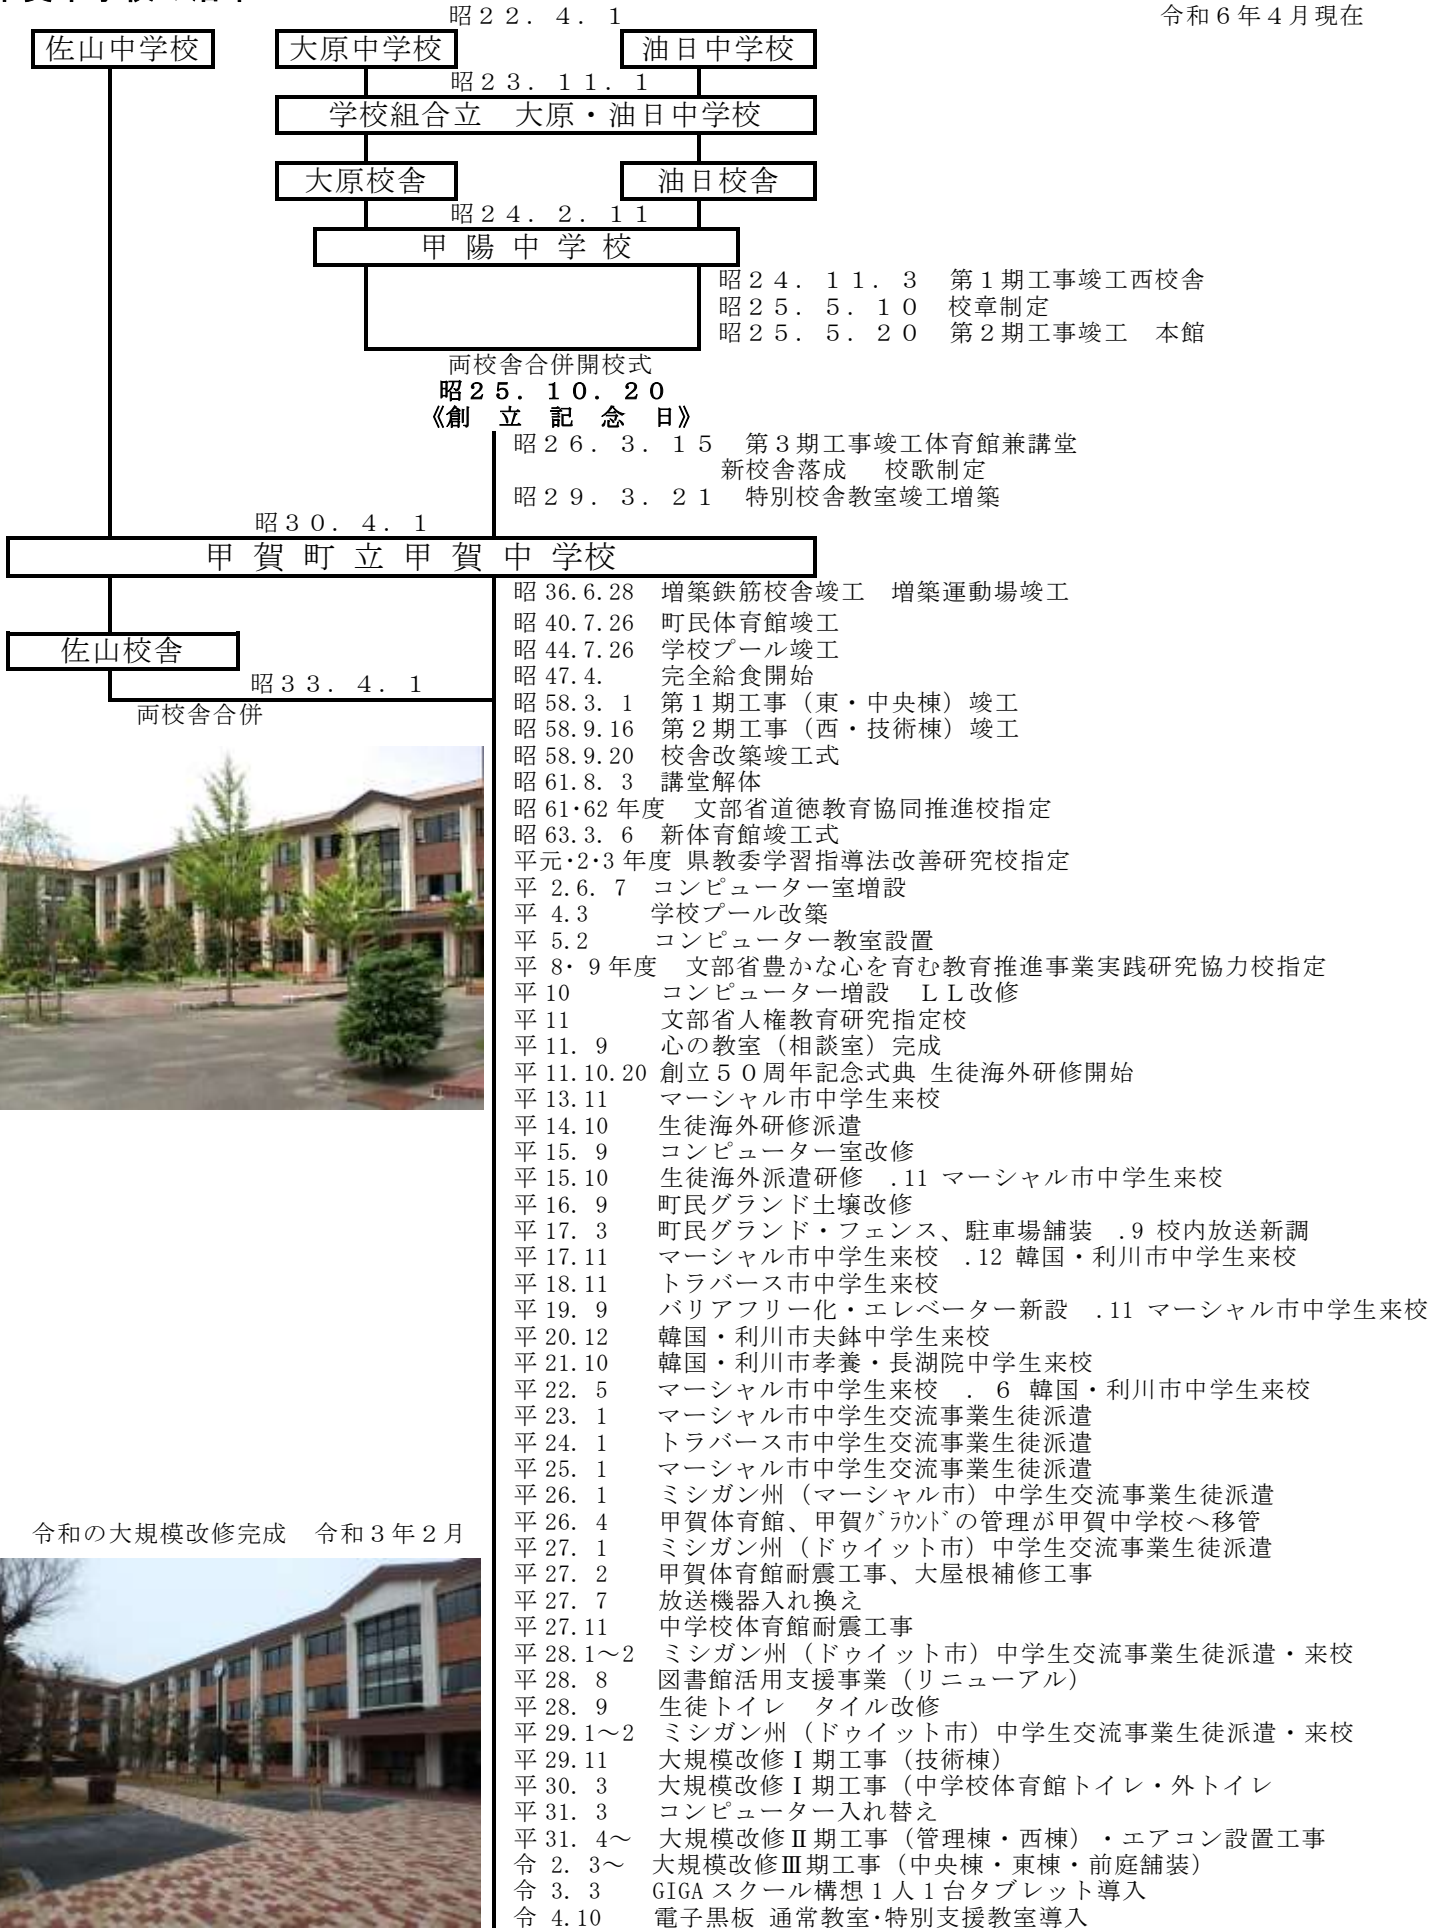 昭２２．４．１
令和６年４月現在
佐山中学校　大原中学校　油日中学校
昭２３．１１．１
学校組合立　大原・油日中学校
大原校舎　油日校舎
昭２４．２．１１
甲 陽 中 学 校
昭２４．１１．３　第１期工事竣工西校舎
昭２５．５．１０　校章制定
昭２５．５．２０　第２期工事竣工　本館
両校舎合併開校式
昭２５．１０．２０
《創　立　記　念　日》
昭２６．３．１５　第３期工事竣工体育館兼講堂
新校舎落成　校歌制定
昭２９．３．２１　特別校舎教室竣工増築
昭３０．４．１
甲 賀 町 立 甲 賀 中 学校
昭 36.6.28　増築鉄筋校舎竣工　増築運動場竣工
昭 40.7.26　町民体育館竣工
佐山校舎
昭 44.7.26　学校プール竣工
昭 47.4.　完全給食開始
昭３３．４．１
昭 58.3. 1　第１期工事（東・中央棟）竣工
両校舎合併
昭 58.9.16　第２期工事（西・技術棟）竣工
昭 58.9.20　校舎改築竣工式
昭 61.8. 3　講堂解体
昭 61･62 年度　文部省道徳教育協同推進校指定
昭 63.3. 6　新体育館竣工式
平元･2･3 年度 県教委学習指導法改善研究校指定
平 2.6. 7　コンピューター室増設
平 4.3　学校プール改築
平 5.2　コンピューター教室設置
平 8･ 9 年度　文部省豊かな心を育む教育推進事業実践研究協力校指定
平 10　コンピューター増設　ＬＬ改修
平 11　文部省人権教育研究指定校
平 11. 9　心の教室（相談室）完成
平 11.10.20 創立５０周年記念式典 生徒海外研修開始
平 13.11　マーシャル市中学生来校
平 14.10　生徒海外研修派遣
平 15. 9　コンピューター室改修
平 15.10　生徒海外派遣研修　.11 マーシャル市中学生来校
平 16. 9　町民グランド土壌改修
平 17. 3　町民グランド・フェンス、駐車場舗装　.9 校内放送新調
平 17.11　マーシャル市中学生来校　.12 韓国・利川市中学生来校
平 18.11　トラバース市中学生来校
平 19. 9　バリアフリー化・エレベーター新設　.11 マーシャル市中学生来校
平 20.12　韓国・利川市夫鉢中学生来校
平 21.10　韓国・利川市孝養・長湖院中学生来校
平 22. 5　マーシャル市中学生来校　. ６ 韓国・利川市中学生来校
平 23. 1　マーシャル市中学生交流事業生徒派遣
平 24. 1　トラバース市中学生交流事業生徒派遣
平 25. 1　マーシャル市中学生交流事業生徒派遣
平 26. 1　ミシガン州（マーシャル市）中学生交流事業生徒派遣
平 26. 4　甲賀体育館、甲賀ｸﾞﾗｳﾝﾄﾞの管理が甲賀中学校へ移管
令和の大規模改修完成　令和３年２月
平 27. 1　ミシガン州（ドゥイット市）中学生交流事業生徒派遣
平 27. 2　甲賀体育館耐震工事、大屋根補修工事
平 27. 7　放送機器入れ換え
平 27.11　中学校体育館耐震工事
平 28.1～2　ミシガン州（ドゥイット市）中学生交流事業生徒派遣・来校
平 28. 8　図書館活用支援事業（リニューアル）
平 28. 9　生徒トイレ　タイル改修
平 29.1～2　ミシガン州（ドゥイット市）中学生交流事業生徒派遣・来校
平 29.11　大規模改修Ⅰ期工事（技術棟）
平 30. 3　大規模改修Ⅰ期工事（中学校体育館トイレ・外トイレ
平 31. 3　コンピューター入れ替え
平 31. 4～　大規模改修Ⅱ期工事（管理棟・西棟）・エアコン設置工事
令 2. 3～　大規模改修Ⅲ期工事（中央棟・東棟・前庭舗装）
令 3. 3　GIGA スクール構想１人１台タブレット導入
令 4.10　電子黒板 通常教室･特別支援教室導入